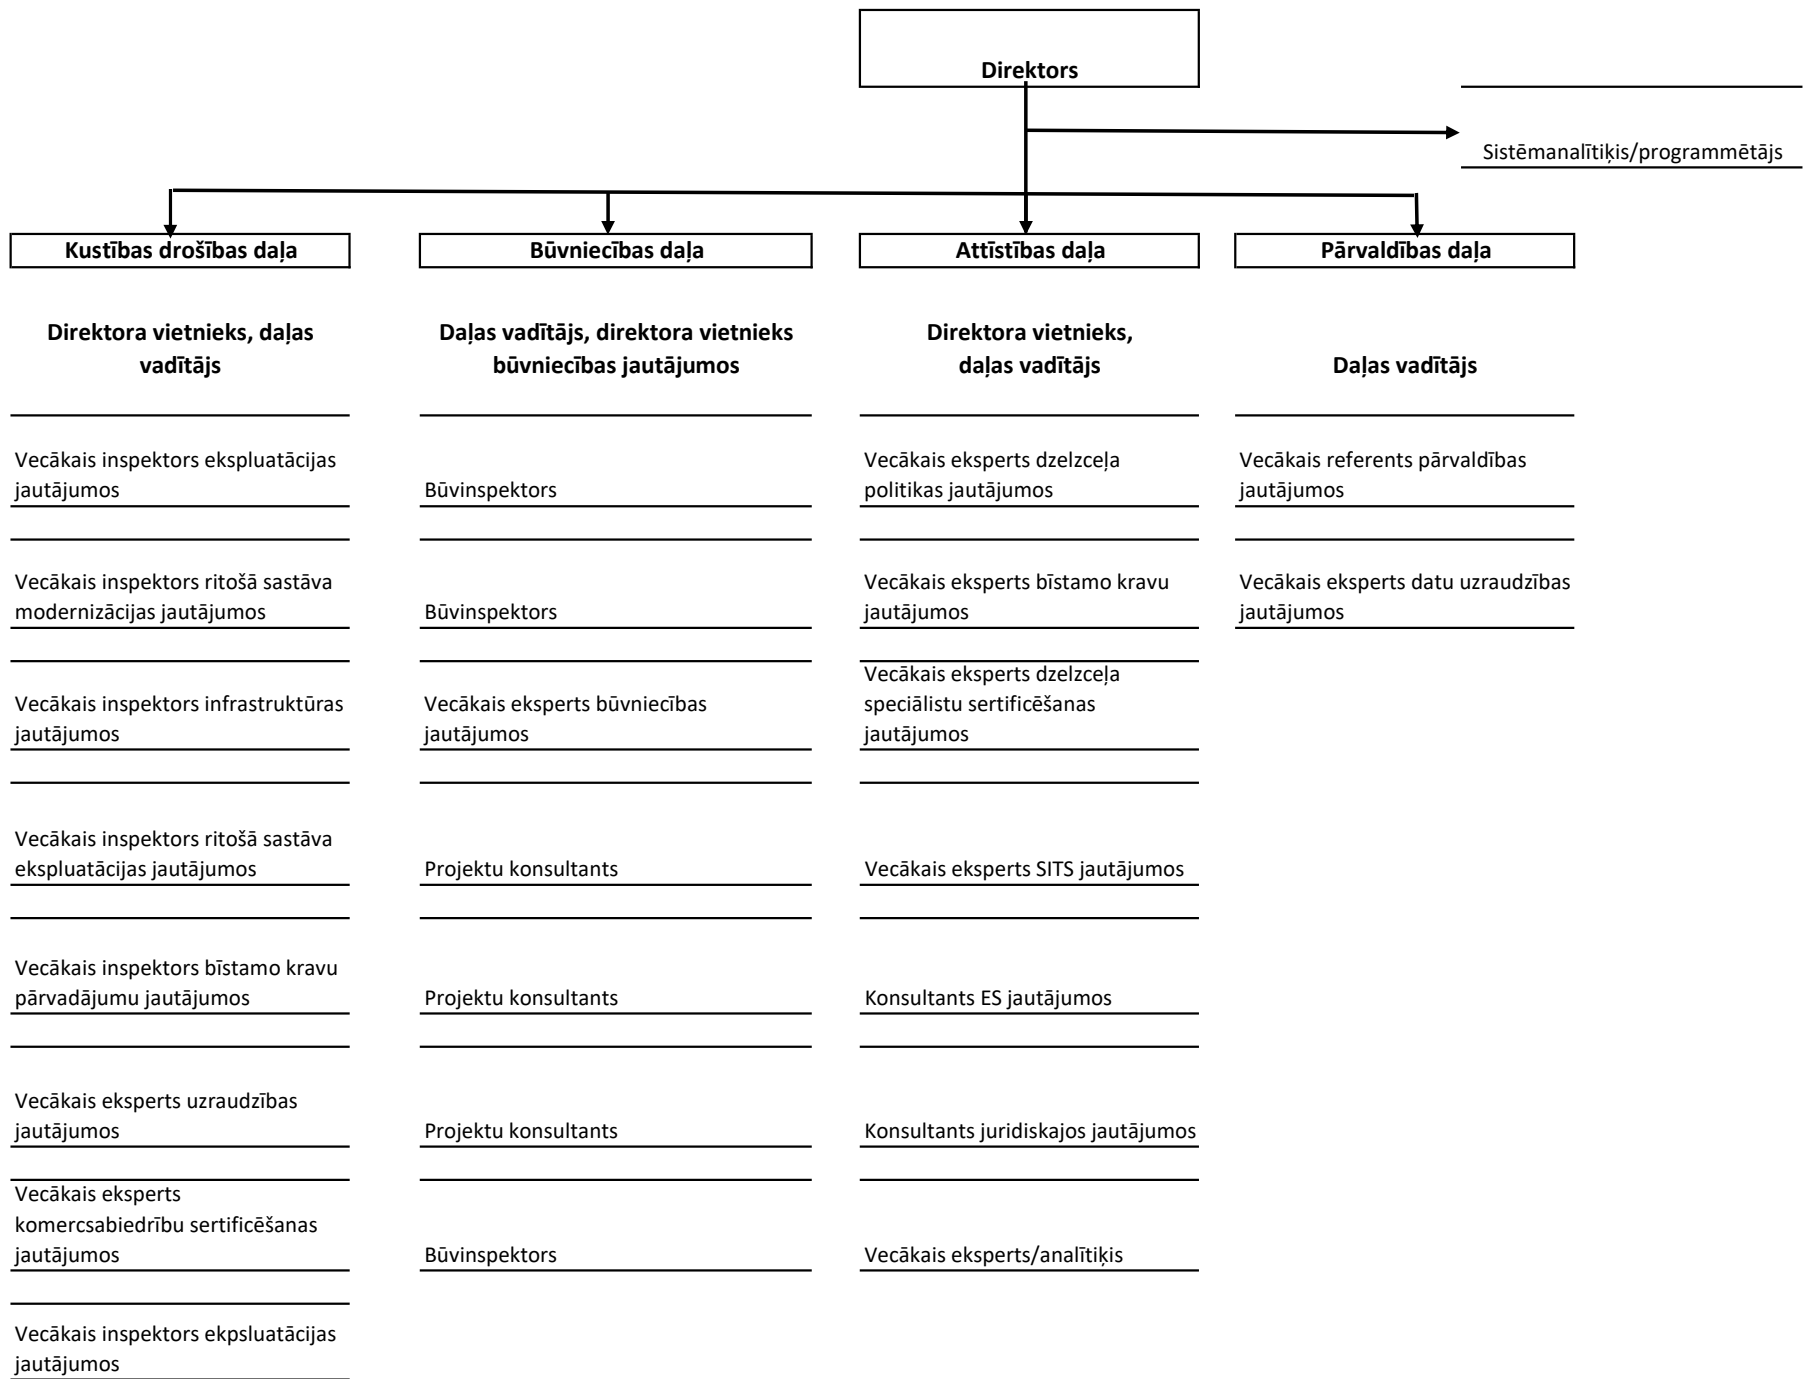 Direktors
Sistēmanalītiķis/programmētājs
Kustības drošības daļa
Būvniecības daļa
Attīstības daļa
Pārvaldības daļa
Direktora vietnieks, daļas
vadītājs
Daļas vadītājs, direktora vietnieks
būvniecības jautājumos
Direktora vietnieks,
daļas vadītājs
Daļas vadītājs
Vecākais inspektors ekspluatācijas
jautājumos
Būvinspektors
Vecākais eksperts dzelzceļa
politikas jautājumos
Vecākais referents pārvaldības
jautājumos
Vecākais inspektors ritošā sastāva
modernizācijas jautājumos
Būvinspektors
Vecākais eksperts bīstamo kravu
jautājumos
Vecākais eksperts datu uzraudzības
jautājumos
Vecākais inspektors infrastruktūras
jautājumos
Vecākais eksperts būvniecības
jautājumos
Vecākais eksperts dzelzceļa
speciālistu sertificēšanas
jautājumos
Vecākais inspektors ritošā sastāva
ekspluatācijas jautājumos
Projektu konsultants
Vecākais eksperts SITS jautājumos
Vecākais inspektors bīstamo kravu
pārvadājumu jautājumos
Projektu konsultants
Konsultants ES jautājumos
Vecākais eksperts uzraudzības
jautājumos
Projektu konsultants
Konsultants juridiskajos jautājumos
Vecākais eksperts
komercsabiedrību sertificēšanas
jautājumos
Būvinspektors
Vecākais eksperts/analītiķis
Vecākais inspektors ekpsluatācijas
jautājumos